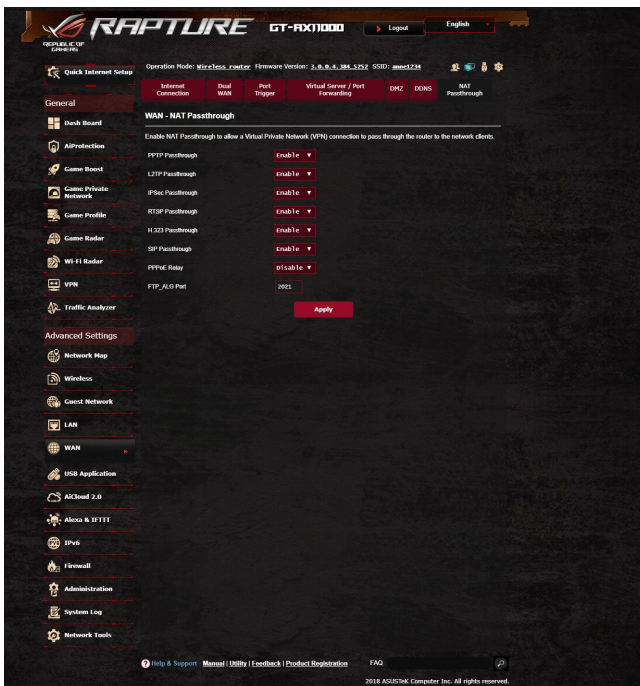 REPUBLIC OF GAMERS
RAPTURE
GT-AX11000
Logout
English
Operation Mode: Wireless router Firmware Version: 3.0.0.4.384_5252 SSID: amne1234
Quick Internet Setup
Internet Connection
Dual WAN
Port Trigger
Virtual Server / Port Forwarding
DMZ
DDNS
NAT Passthrough
General
Dash Board
AiProtection
Game Boost
Game Private Network
Game Profile
Game Radar
Wi-Fi Radar
VPN
Traffic Analyzer
Advanced Settings
Network Map
Wireless
Guest Network
LAN
WAN
USB Application
AiCloud 2.0
Alexa & IFTTT
IPv6
Firewall
Administration
System Log
Network Tools
WAN - NAT Passthrough
Enable NAT Passthrough to allow a Virtual Private Network (VPN) connection to pass through the router to the network clients.
PPTP Passthrough Enable
L2TP Passthrough Enable
IPSec Passthrough Enable
RTSP Passthrough Enable
H.323 Passthrough Enable
SIP Passthrough Enable
PPPoE Relay Disable
FTP_ALG Port 2021
Apply
Help & Support Manual | Utility | Feedback | Product Registration FAQ
2018 ASUSTeK Computer Inc. All rights reserved.